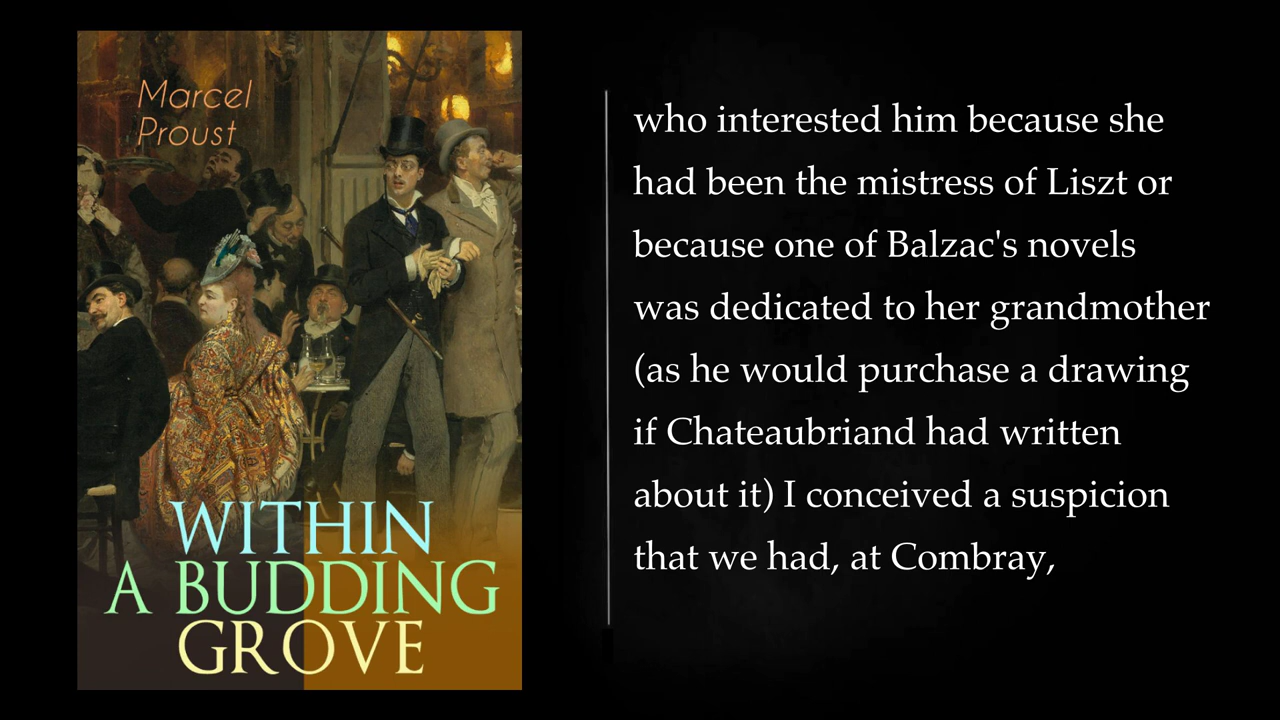 Marcel
Proust
WITHIN
A BUDDING
GROVE
who interested him because she
had been the mistress of Liszt or
because one of Balzac's novels
was dedicated to her grandmother
(as he would purchase a drawing
if Chateaubriand had written
about it) I conceived a suspicion
that we had, at Combray,